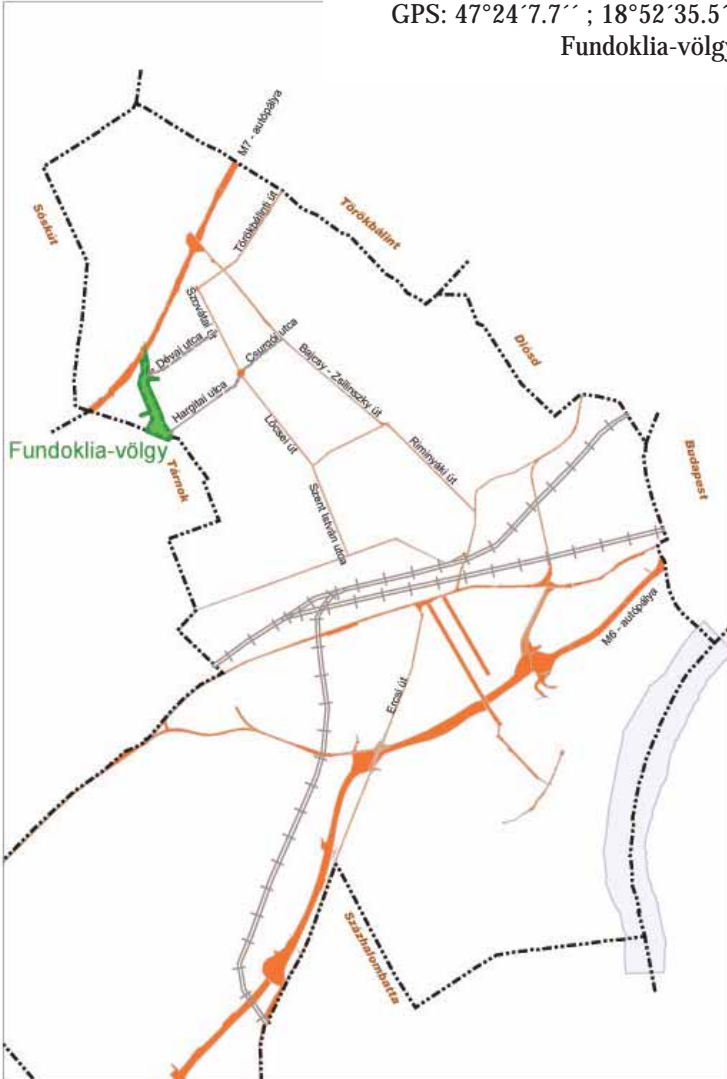 GPS: 47°24´7.7´´ ; 18°52´35.5´
Fundoklia-völgy
M7 - autópálya
Sóskút
Törökbálinti út
Törökbálint
Szovátai út
Dévai utca
Csurgói utca
Diósd
Hargitai utca
Bajcsy - Zsilinszky út
Fundoklia-völgy
Tárnok
Lőcsei út
Iriminyáki út
Budapest
Szent István utca
M6 - autópálya
Ercsi út
Százhalombatta